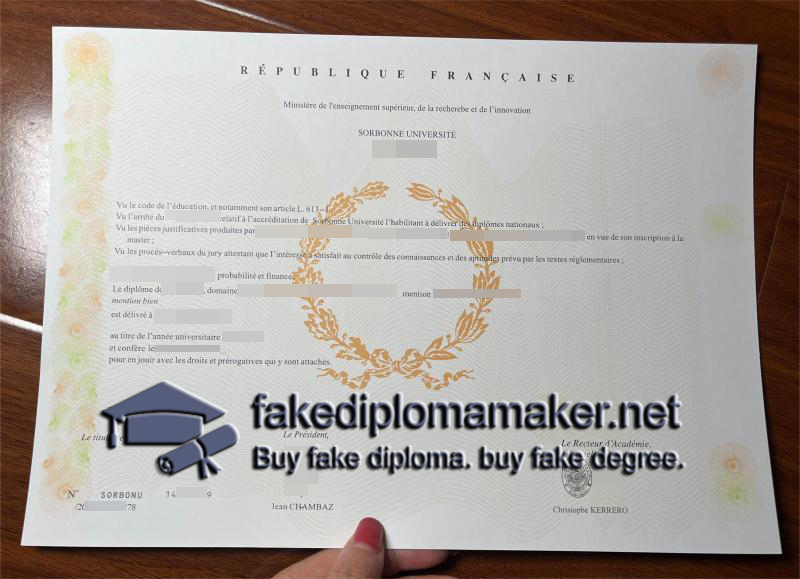 RÉPUBLIQUE FRANÇAISE
Ministère de l'enseignement supérieur, de la recherebe et de l'innovation
SORBONNE UNIVERSITÉ
Vu le code de l'éducation, et notamment son article L. 613-
Vu l'arrêté du relatif à l'accréditation de Sorbonne Université l'habilitant à délivrer des diplômes nationaux ;
Vu les pièces justificatives produites par en vue de son inscription à la
master ;
Vu les procès-verbaux du jury attestant que l'intéressé a satisfait au contrôle des connaissances et des aptitudes prévu par les textes réglementaires ;
probabilité et finance
Le diplôme de , domaine mention
mention bien
est délivré à
au titre de l'année universitaire
et confère le
pour en jouir avec les droits et prérogatives qui y sont attachés.
fakediplomamaker.net
Buy fake diploma. buy fake degree.
Le Président,
Le Recteur d'Académie,
N° SORBONU 14 9
/20 /78
Jean CHAMBAZ
Christophe KERRERO